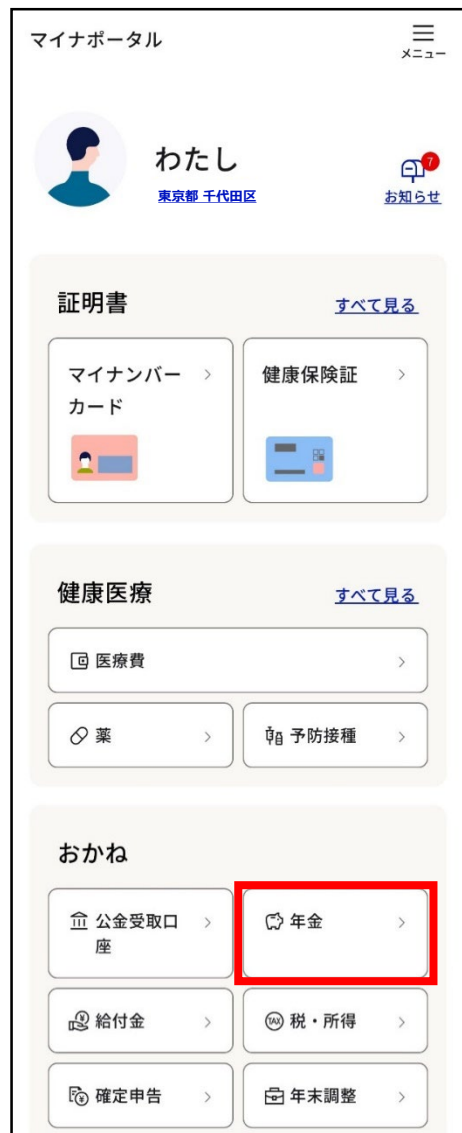 マイナポータル
メニュー
わたし
7
東京都 千代田区
お知らせ
証明書
すべて見る
マイナンバー
カード
健康保険証
健康医療
すべて見る
医療費
薬
予防接種
おかね
公金受取口
座
年金
給付金
TAX 税・所得
確定申告
年末調整